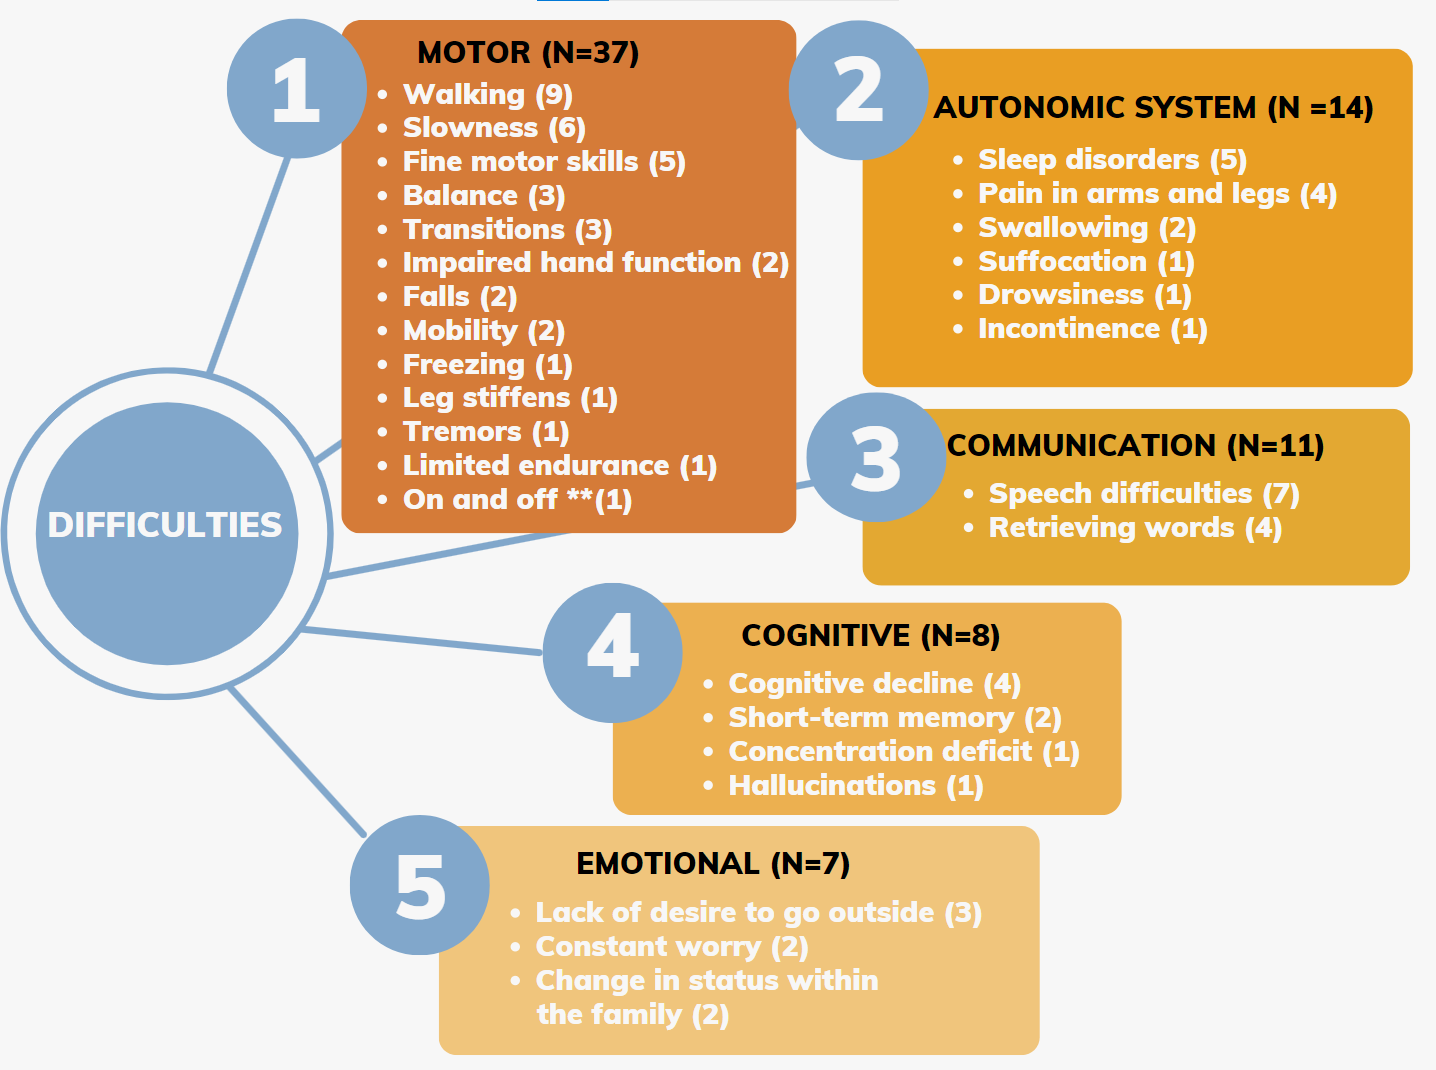 1
MOTOR (N=37)
Walking (9)
Slowness (6)
Fine motor skills (5)
Balance (3)
Transitions (3)
Impaired hand function (2)
Falls (2)
Mobility (2)
Freezing (1)
Leg stiffens (1)
Tremors (1)
Limited endurance (1)
On and off **(1)
2
AUTONOMIC SYSTEM (N =14)
Sleep disorders (5)
Pain in arms and legs (4)
Swallowing (2)
Suffocation (1)
Drowsiness (1)
Incontinence (1)
DIFFICULTIES
3
COMMUNICATION (N=11)
Speech difficulties (7)
Retrieving words (4)
4
COGNITIVE (N=8)
Cognitive decline (4)
Short-term memory (2)
Concentration deficit (1)
Hallucinations (1)
5
EMOTIONAL (N=7)
Lack of desire to go outside (3)
Constant worry (2)
Change in status within
the family (2)